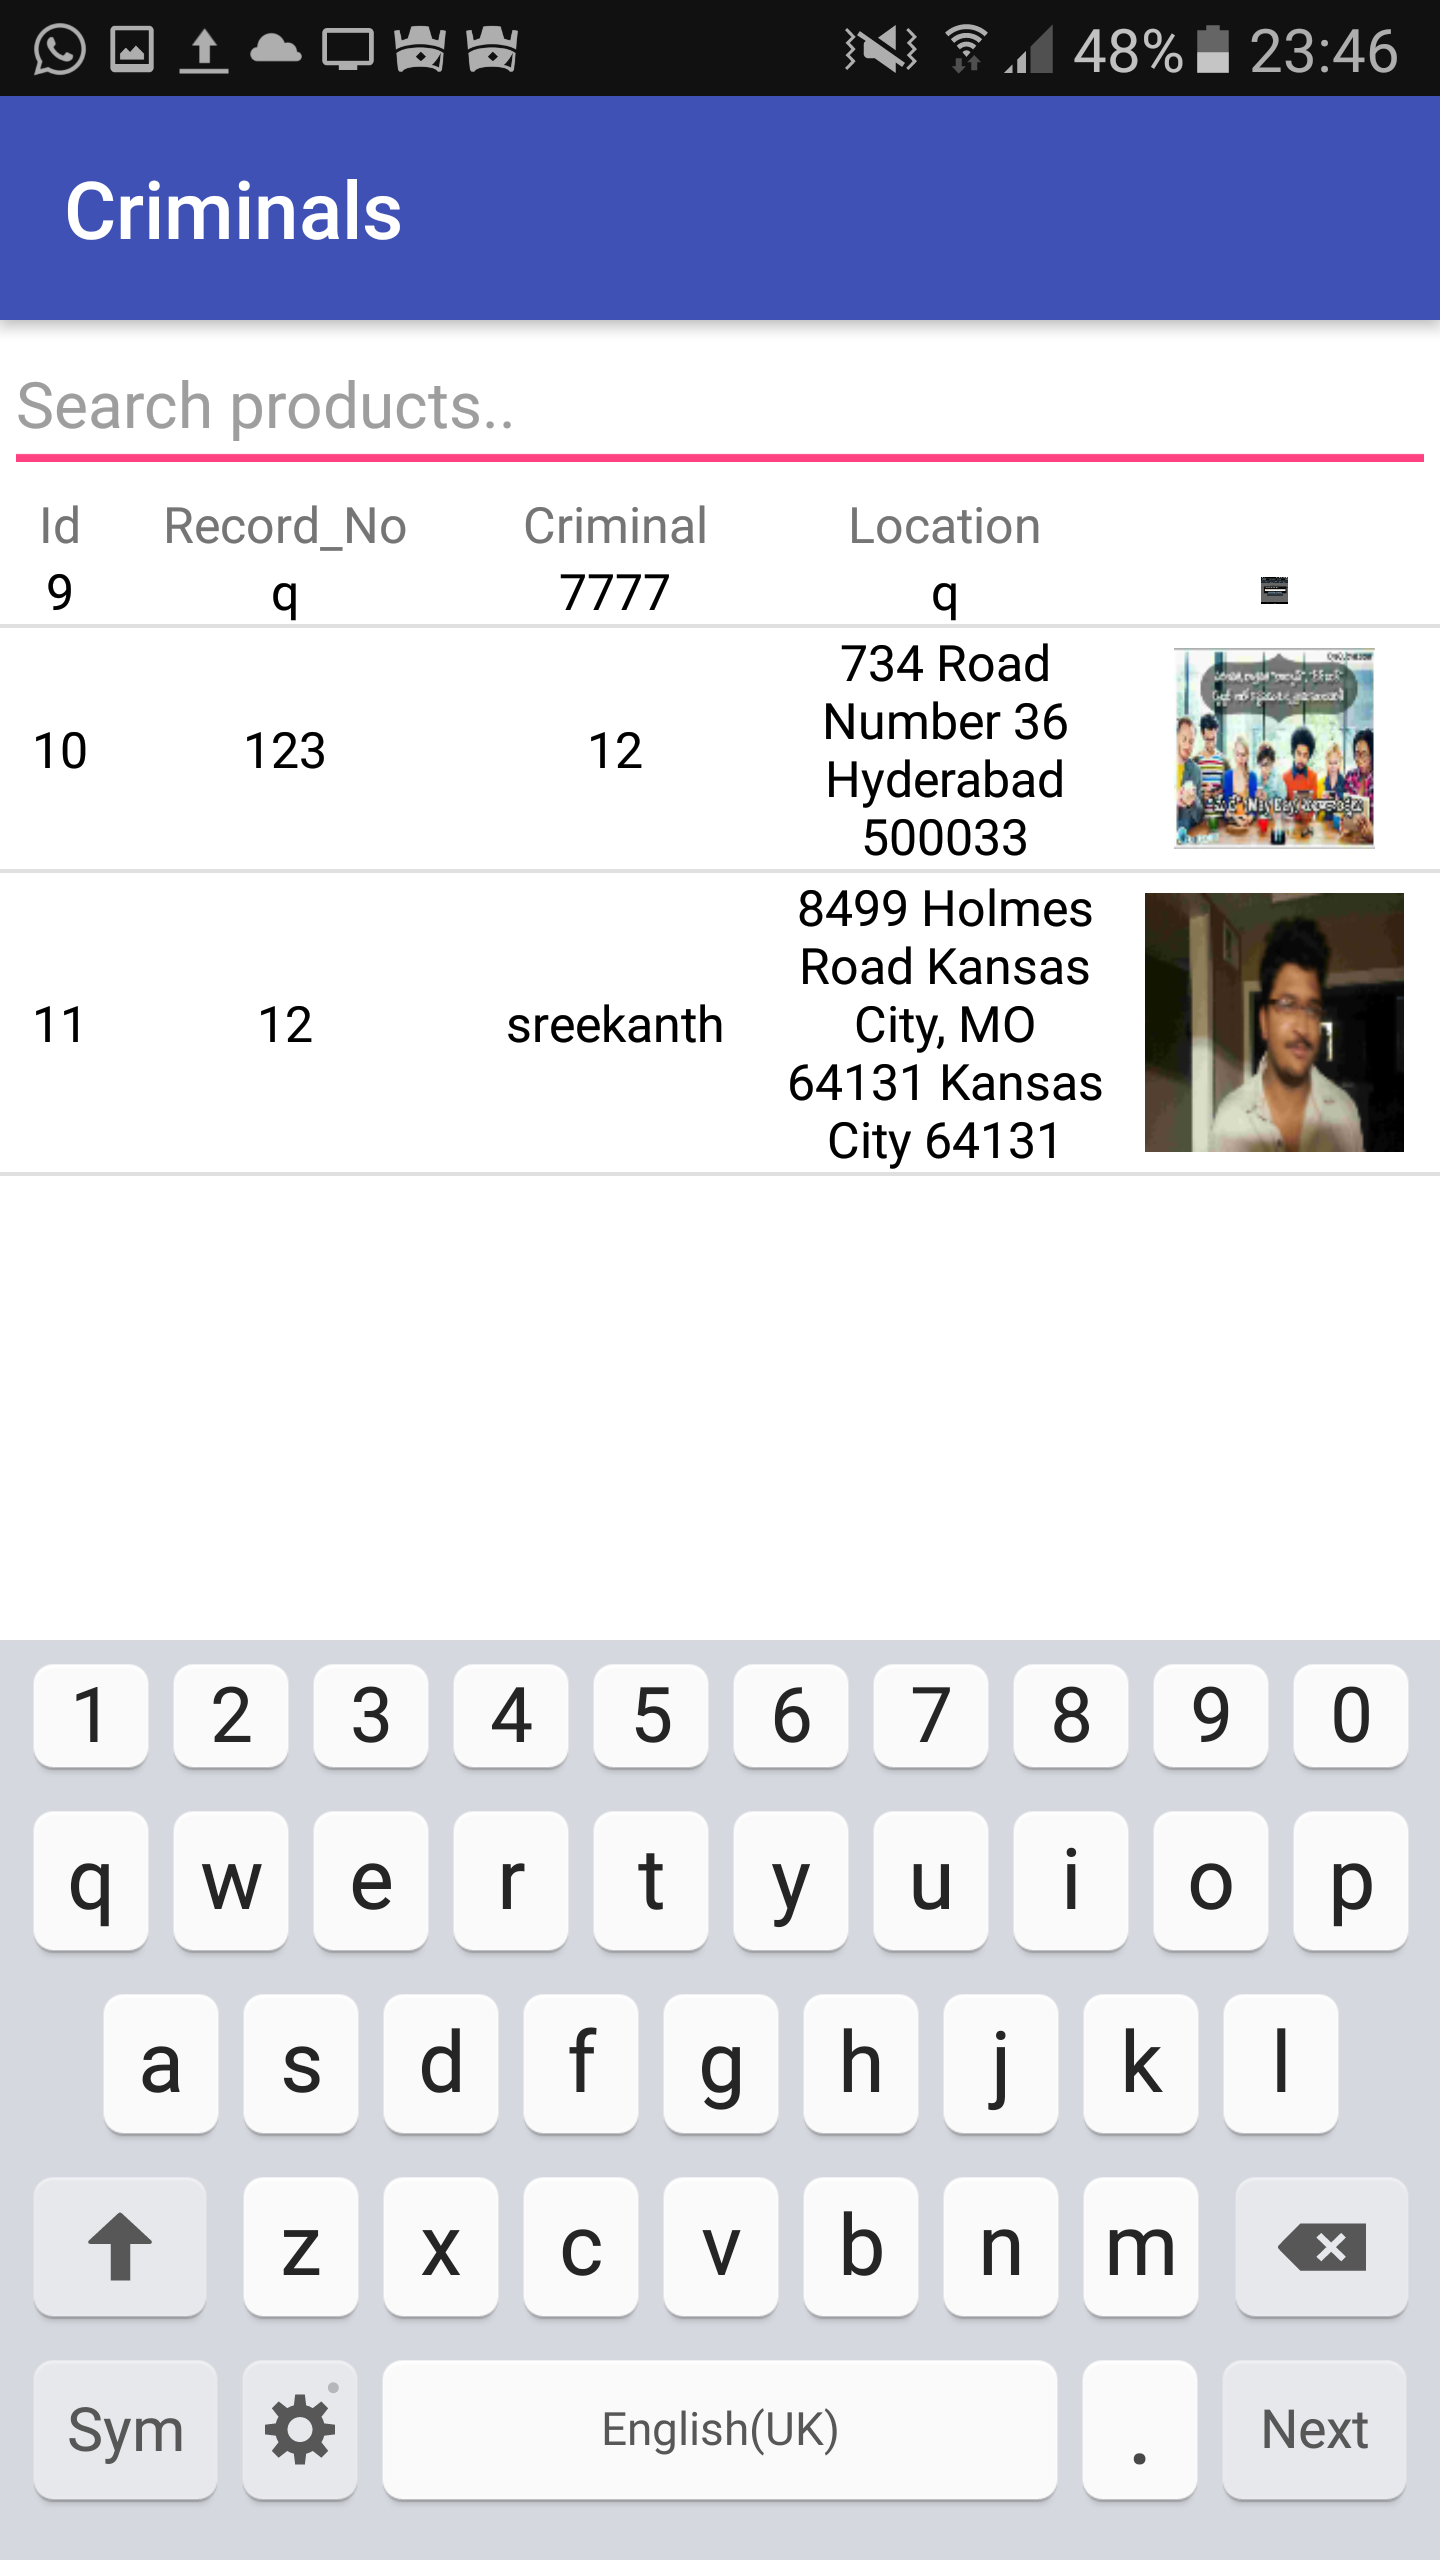 48% 23:46
Criminals
Search products..
Id Record_No Criminal Location
9 q 7777 q
10 123 12 734 Road
Number 36
Hyderabad
500033
11 12 sreekanth 8499 Holmes
Road Kansas
City, MO
64131 Kansas
City 64131
1 2 3 4 5 6 7 8 9 0
q w e r t y u i o p
a s d f g h j k l
z x c v b n m
Sym English(UK) . Next